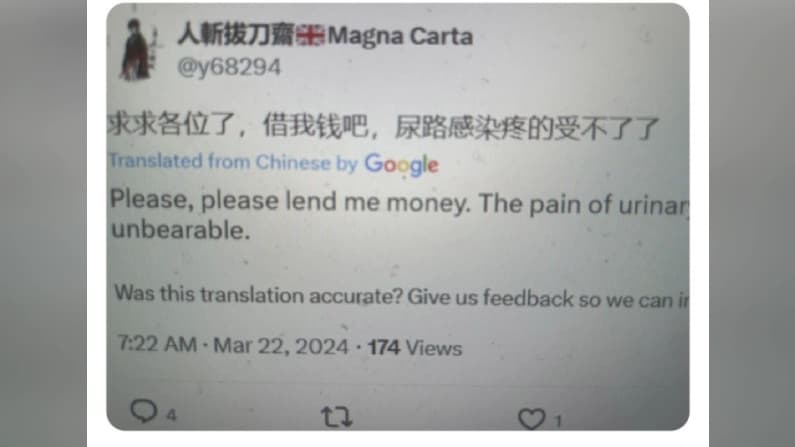 人斬拔刀齋🇬🇧Magna Carta
@y68294
求求各位了，借我钱吧，尿路感染疼的受不了了
Translated from Chinese by Google
Please, please lend me money. The pain of urinar
unbearable.
Was this translation accurate? Give us feedback so we can
7:22 AM · Mar 22, 2024 · 174 Views
4
1